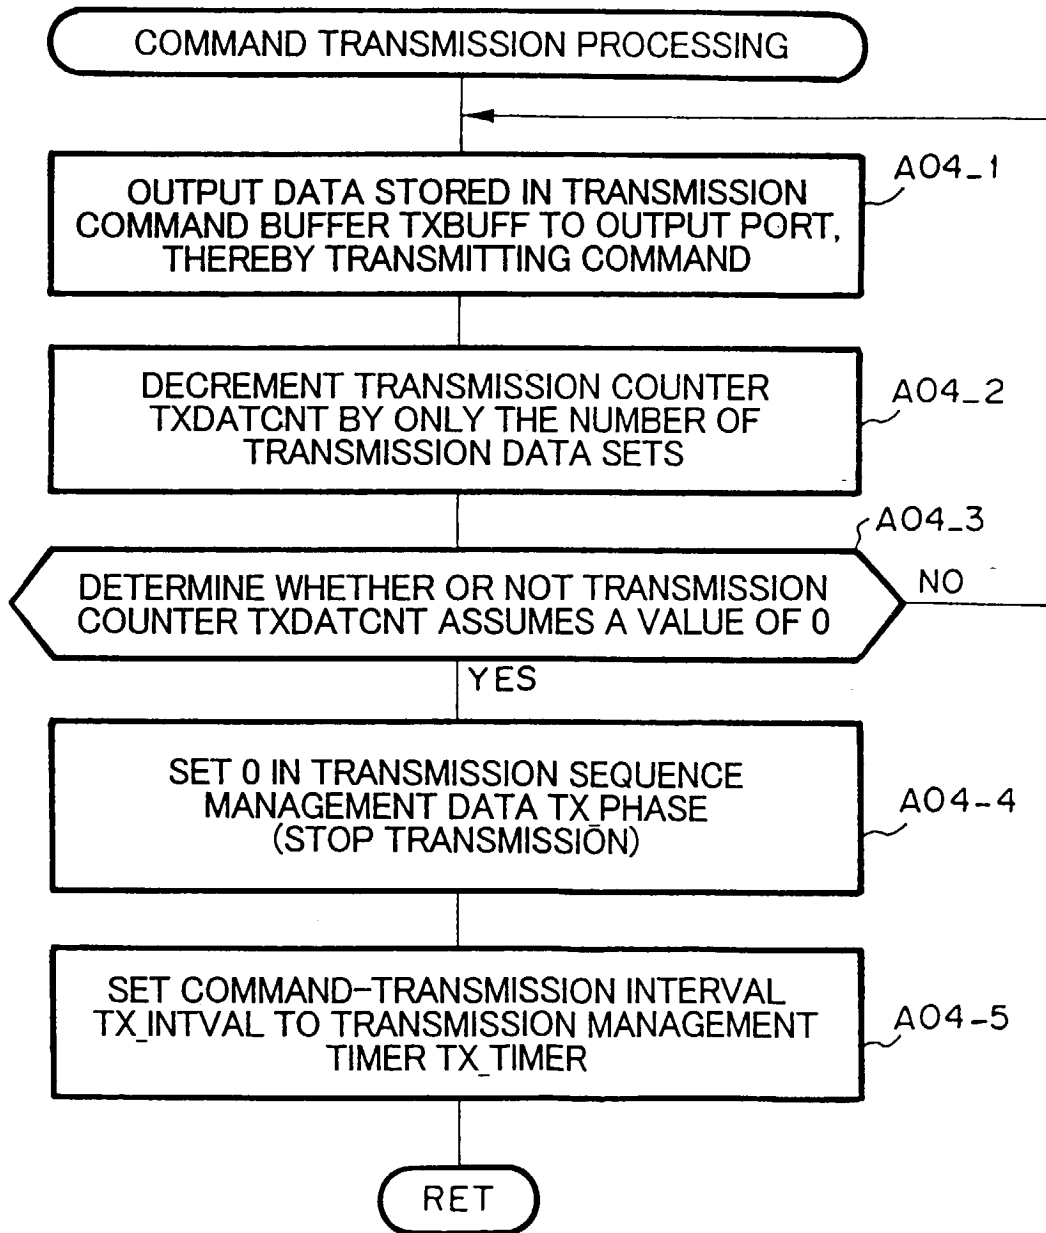 COMMAND TRANSMISSION PROCESSING
OUTPUT DATA STORED IN TRANSMISSION
COMMAND BUFFER TXBUFF TO OUTPUT PORT,
THEREBY TRANSMITTING COMMAND
A04_1
DECREMENT TRANSMISSION COUNTER
TXDATCNT BY ONLY THE NUMBER OF
TRANSMISSION DATA SETS
A04_2
A04_3
DETERMINE WHETHER OR NOT TRANSMISSION
COUNTER TXDATCNT ASSUMES A VALUE OF 0
NO
YES
SET 0 IN TRANSMISSION SEQUENCE
MANAGEMENT DATA TX_PHASE
(STOP TRANSMISSION)
A04-4
SET COMMAND-TRANSMISSION INTERVAL
TX_INTVAL TO TRANSMISSION MANAGEMENT
TIMER TX_TIMER
A04-5
RET